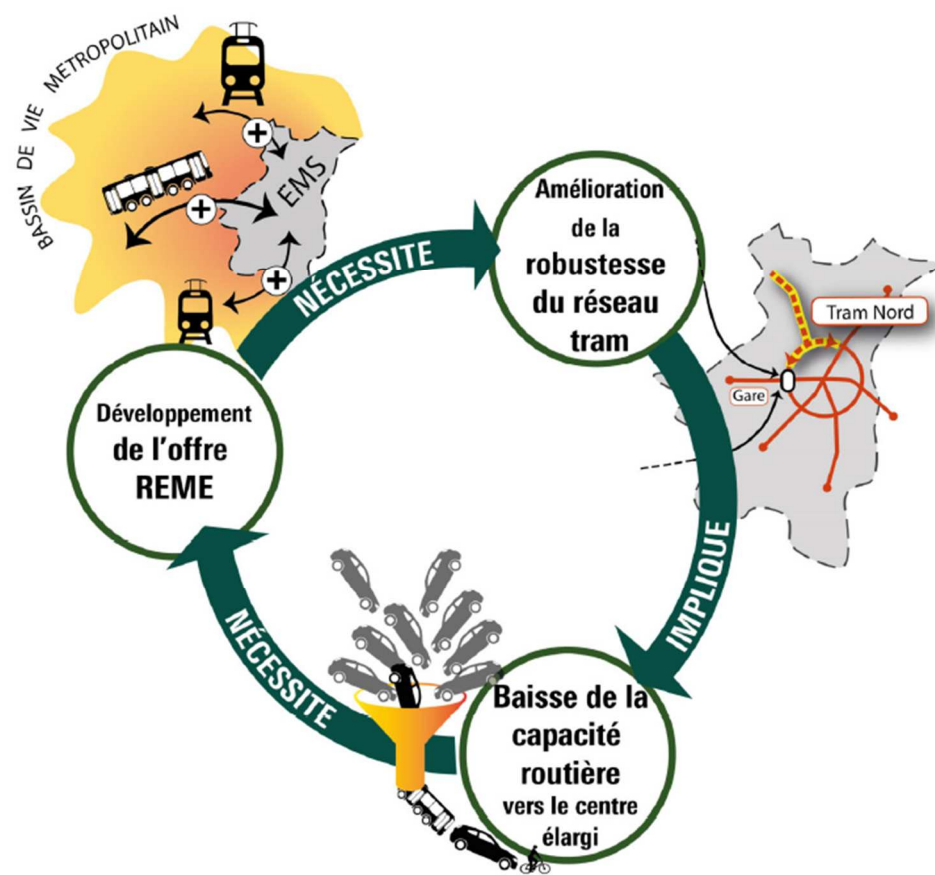 BASSIN DE VIE METROPOLITAIN
EMS
NÉCESSITE
Amélioration
de la
robustesse
du réseau
tram
Tram Nord
Gare
Développement
de l'offre
REME
IMPLIQUE
NÉCESSITE
Baisse de la
capacité
routière
vers le centre
élargi